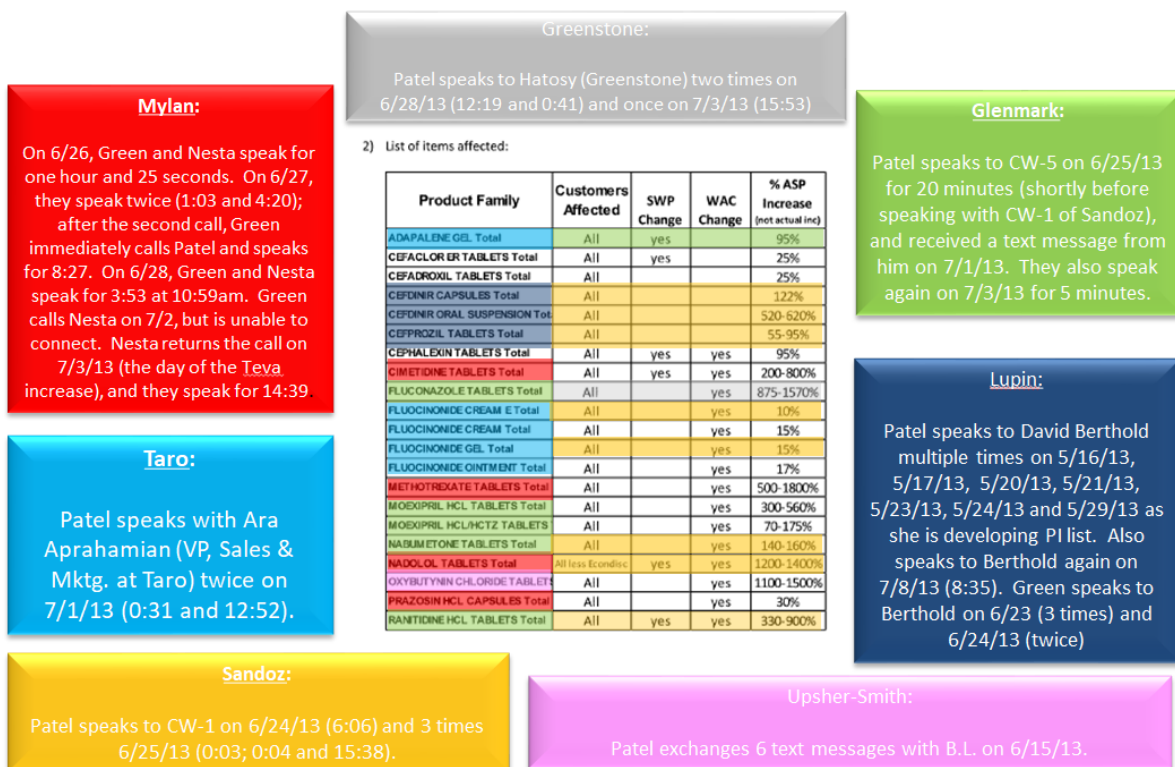 Greenstone:
Patel speaks to Hatosy (Greenstone) two times on
6/28/13 (12:19 and 0:41) and once on 7/3/13 (15:53)
Mylan:
On 6/26, Green and Nesta speak for
one hour and 25 seconds. On 6/27,
they speak twice (1:03 and 4:20);
after the second call, Green
immediately calls Patel and speaks
for 8:27. On 6/28, Green and Nesta
speak for 3:53 at 10:59am. Green
calls Nesta on 7/2, but is unable to
connect. Nesta returns the call on
7/3/13 (the day of the Teva
increase), and they speak for 14:39.
Glenmark:
Patel speaks to CW-5 on 6/25/13
for 20 minutes (shortly before
speaking with CW-1 of Sandoz),
and received a text message from
him on 7/1/13. They also speak
again on 7/3/13 for 5 minutes.
2) List of items affected:
Product Family Customers Affected SWP Change WAC Change % ASP Increase (not actual inc)
ADAPALENE GEL Total All yes 95%
CEFACLOR ER TABLETS Total All yes 25%
CEFADROXIL TABLETS Total All 25%
CEFDINIR CAPSULES Total All 122%
CEFDINIR ORAL SUSPENSION Tot All 520-620%
CEFPROZIL TABLETS Total All 55-95%
CEPHALEXIN TABLETS Total All yes yes 95%
CIMETIDINE TABLETS Total All yes yes 200-800%
FLUCONAZOLE TABLETS Total All yes 875-1570%
FLUOCINONIDE CREAM E Total All yes 10%
FLUOCINONIDE CREAM Total All yes 15%
FLUOCINONIDE GEL Total All yes 15%
FLUOCINONIDE OINTMENT Total All yes 17%
METHOTREXATE TABLETS Total All yes 500-1800%
MOEXIPRIL HCL TABLETS Total All yes 300-560%
MOEXIPRIL HCL/HCTZ TABLETS All yes 70-175%
NABUMETONE TABLETS Total All yes 140-160%
NADOLOL TABLETS Total All less Econdisc yes yes 1200-1400%
OXYBUTYNIN CHLORIDE TABLETS All yes 1100-1500%
PRAZOSIN HCL CAPSULES Total All yes 30%
RANITIDINE HCL TABLETS Total All yes yes 330-900%
Taro:
Patel speaks with Ara
Aprahamian (VP, Sales &
Mktg. at Taro) twice on
7/1/13 (0:31 and 12:52).
Lupin:
Patel speaks to David Berthold
multiple times on 5/16/13,
5/17/13, 5/20/13, 5/21/13,
5/23/13, 5/24/13 and 5/29/13 as
she is developing PI list. Also
speaks to Berthold again on
7/8/13 (8:35). Green speaks to
Berthold on 6/23 (3 times) and
6/24/13 (twice)
Sandoz:
Patel speaks to CW-1 on 6/24/13 (6:06) and 3 times
6/25/13 (0:03; 0:04 and 15:38).
Upsher-Smith:
Patel exchanges 6 text messages with B.L. on 6/15/13.